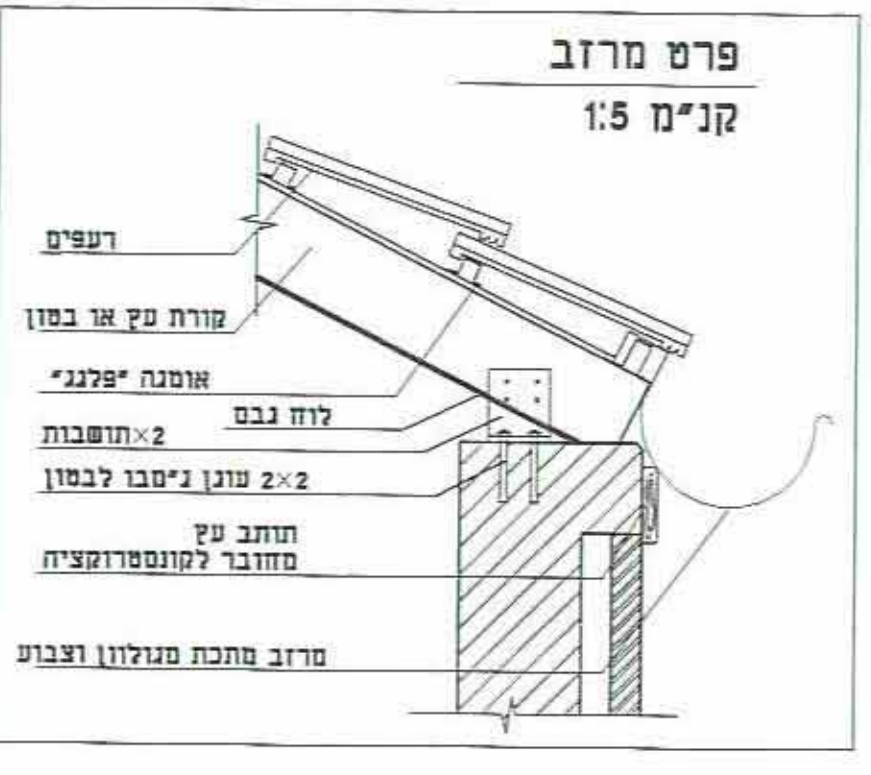 פרט מרזב
קנ"מ 1:5
רעפים
קורת עץ או בטון
אומגה "פלנג"
לוח גבס
2×תושבות
2×2 עוגן ג'מבו לבטון
תותב עץ
מחובר לקונסטרוקציה
מרזב מתכת מגולוון וצבוע